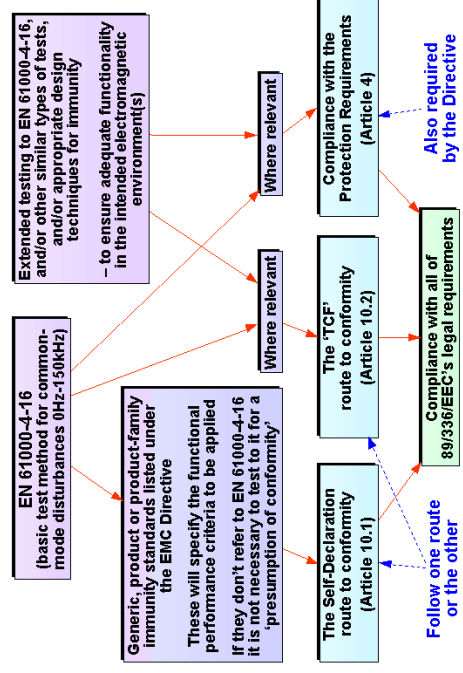 EN 61000-4-16
(basic test method for common-
mode disturbances 0Hz-150kHz)
Extended testing to EN 61000-4-16,
and/or other similar types of tests,
and/or appropriate design
techniques for immunity
– to ensure adequate functionality
in the intended electromagnetic
environment(s)
Generic, product or product-family
immunity standards listed under
the EMC Directive
These will specify the functional
performance criteria to be applied
If they don't refer to EN 61000-4-16
it is not necessary to test to it for a
‘presumption of conformity’
Where relevant
Where relevant
The Self-Declaration
route to conformity
(Article 10.1)
The ‘TCF’
route to conformity
(Article 10.2)
Compliance with the
Protection Requirements
(Article 4)
Follow one route
or the other
Compliance with all of
89/336/EEC's legal requirements
Also required
by the Directive